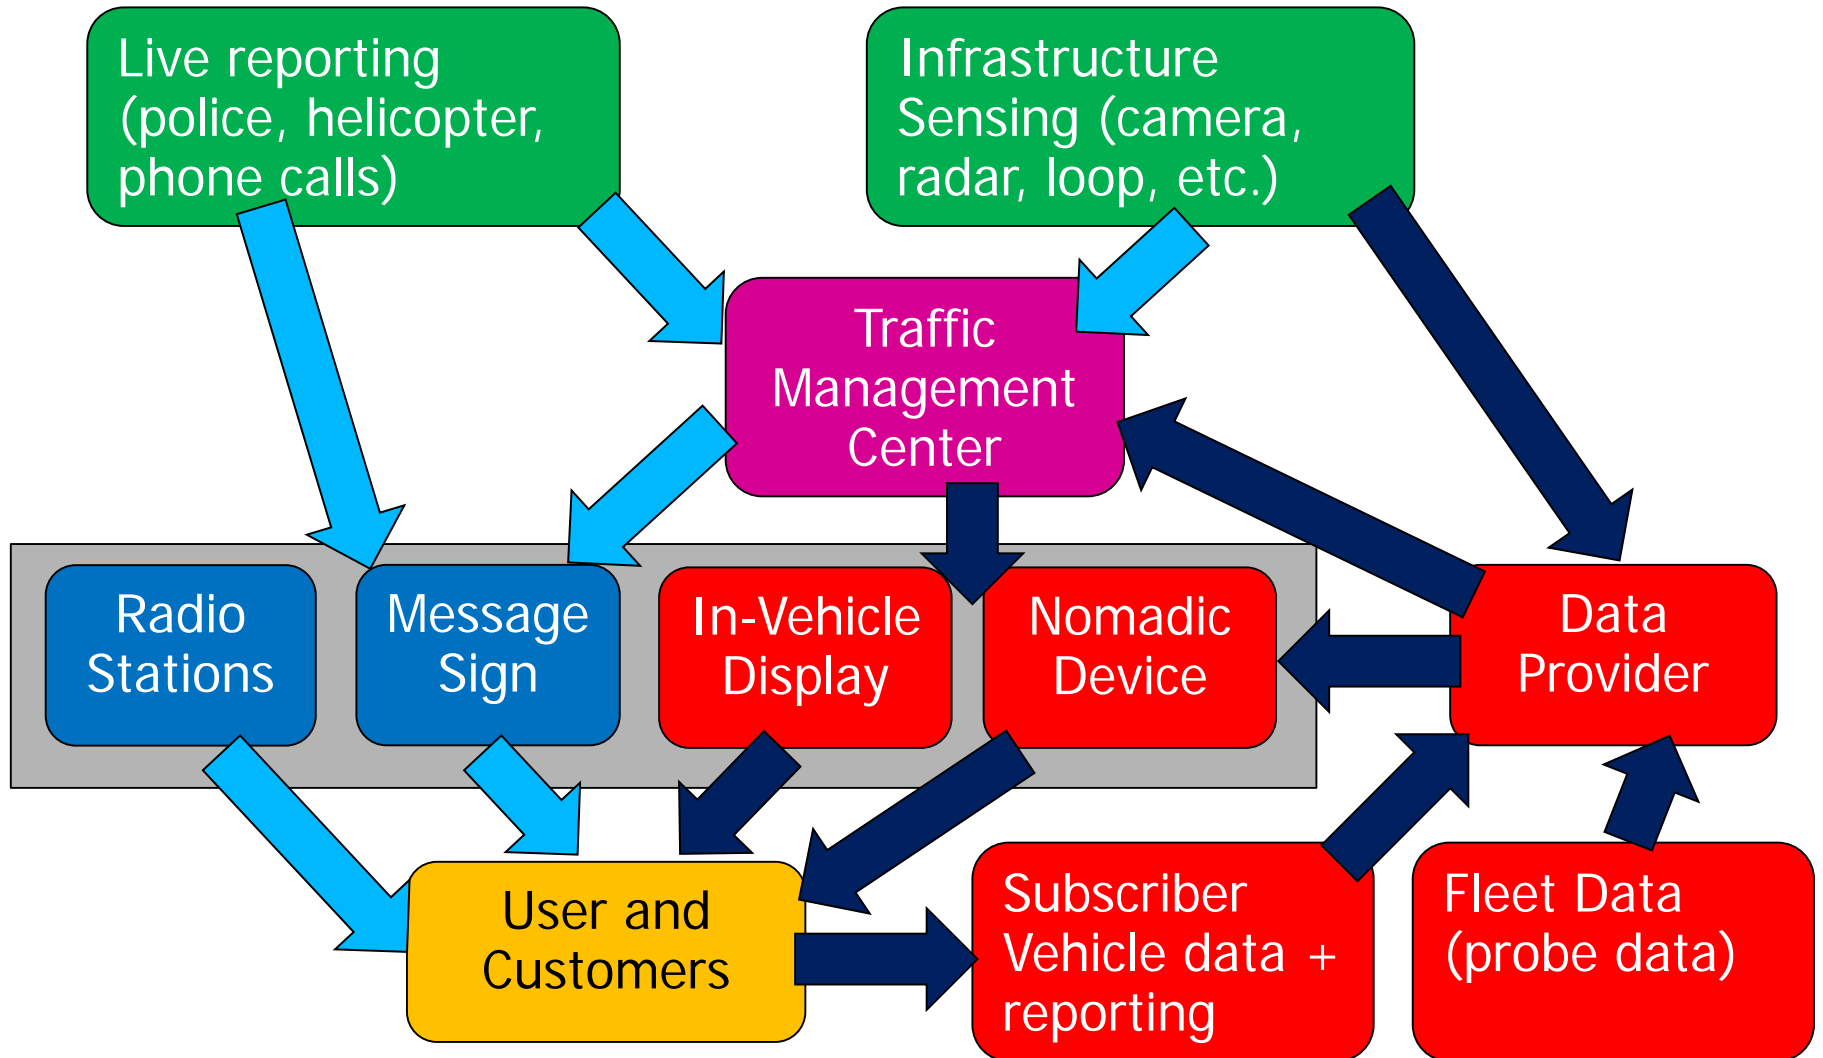 Live reporting
(police, helicopter,
phone calls)
Infrastructure
Sensing (camera,
radar, loop, etc.)
Traffic
Management
Center
Radio
Stations
Message
Sign
In-Vehicle
Display
Nomadic
Device
Data
Provider
User and
Customers
Subscriber
Vehicle data +
reporting
Fleet Data
(probe data)